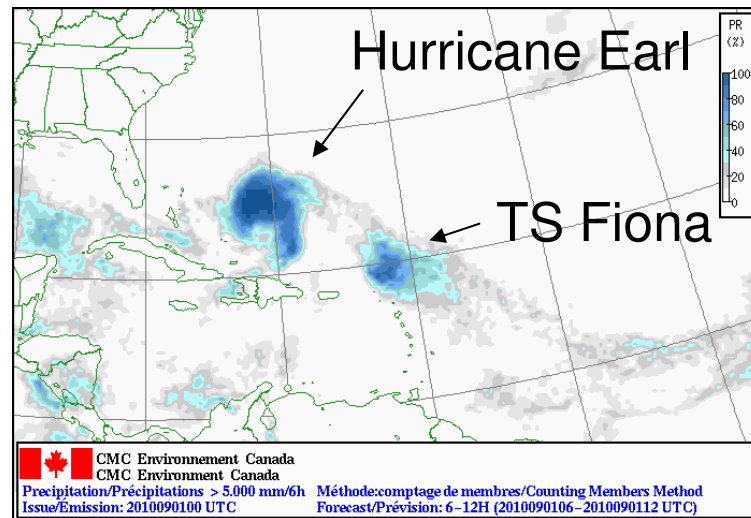 Hurricane Earl
TS Fiona
PR
(%)
100
80
60
40
20
0
CMC Environnement Canada
CMC Environment Canada
Precipitation/Précipitations > 5.000 mm/6h Méthode:comptage de membres/Counting Members Method
Issue/Emission: 2010090100 UTC Forecast/Prévision: 6-12H (2010090106-2010090112 UTC)